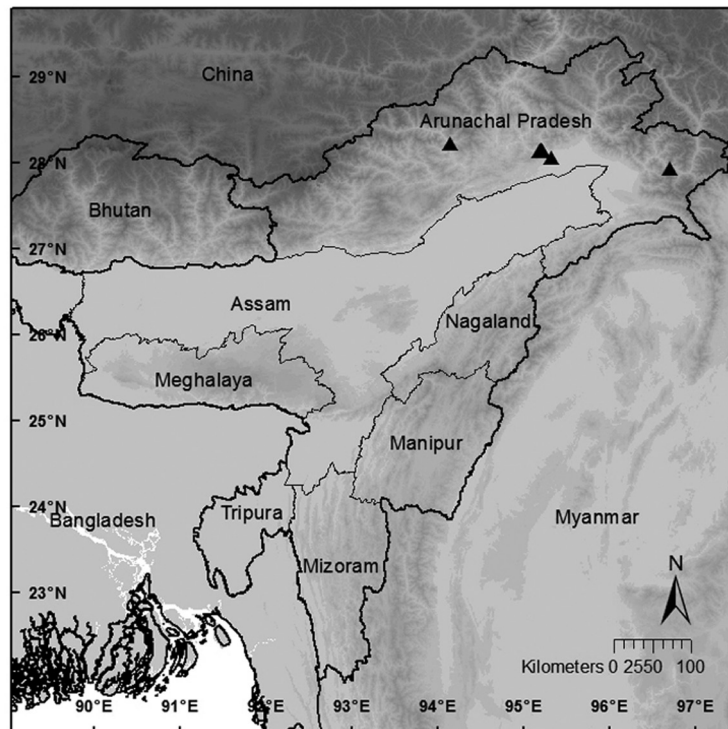 China
29°N
Arunachal Pradesh
28°N
Bhutan
27°N
Assam
Nagaland
26°N
Meghalaya
25°N
Manipur
24°N
Bangladesh
Tripura
Myanmar
Mizoram
23°N
N
Kilometers 0 2550 100
90°E 91°E 92°E 93°E 94°E 95°E 96°E 97°E